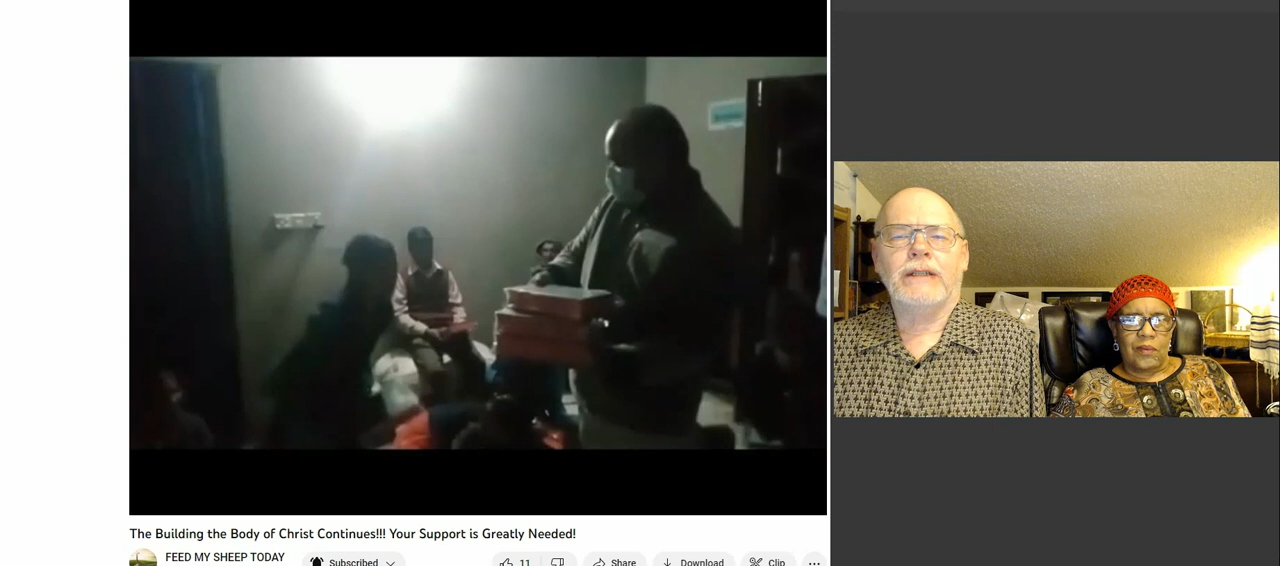 The Building the Body of Christ Continues!!! Your Support is Greatly Needed!
FEED MY SHEEP TODAY
Subscribed
11
Share
Download
Clip